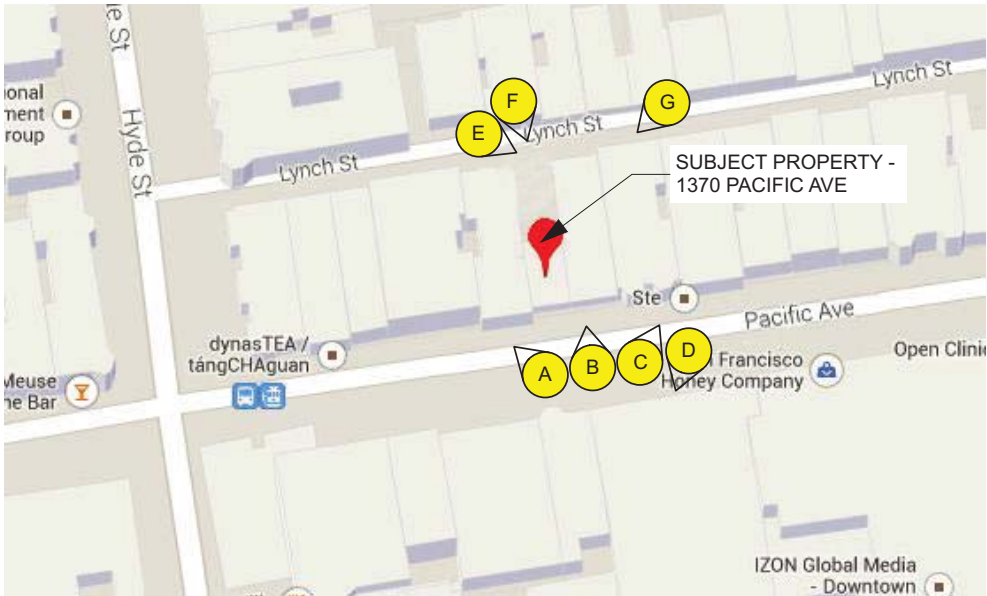 ional
ment
roup
Hyde St
Lynch St
E
F
Lynch St
G
Lynch St
SUBJECT PROPERTY -
1370 PACIFIC AVE
Ste
Pacific Ave
dynasTEA /
tángCHAguan
A
B
C
D
Francisco
Honey Company
Open Clinic
Meuse
ne Bar
IZON Global Media
- Downtown